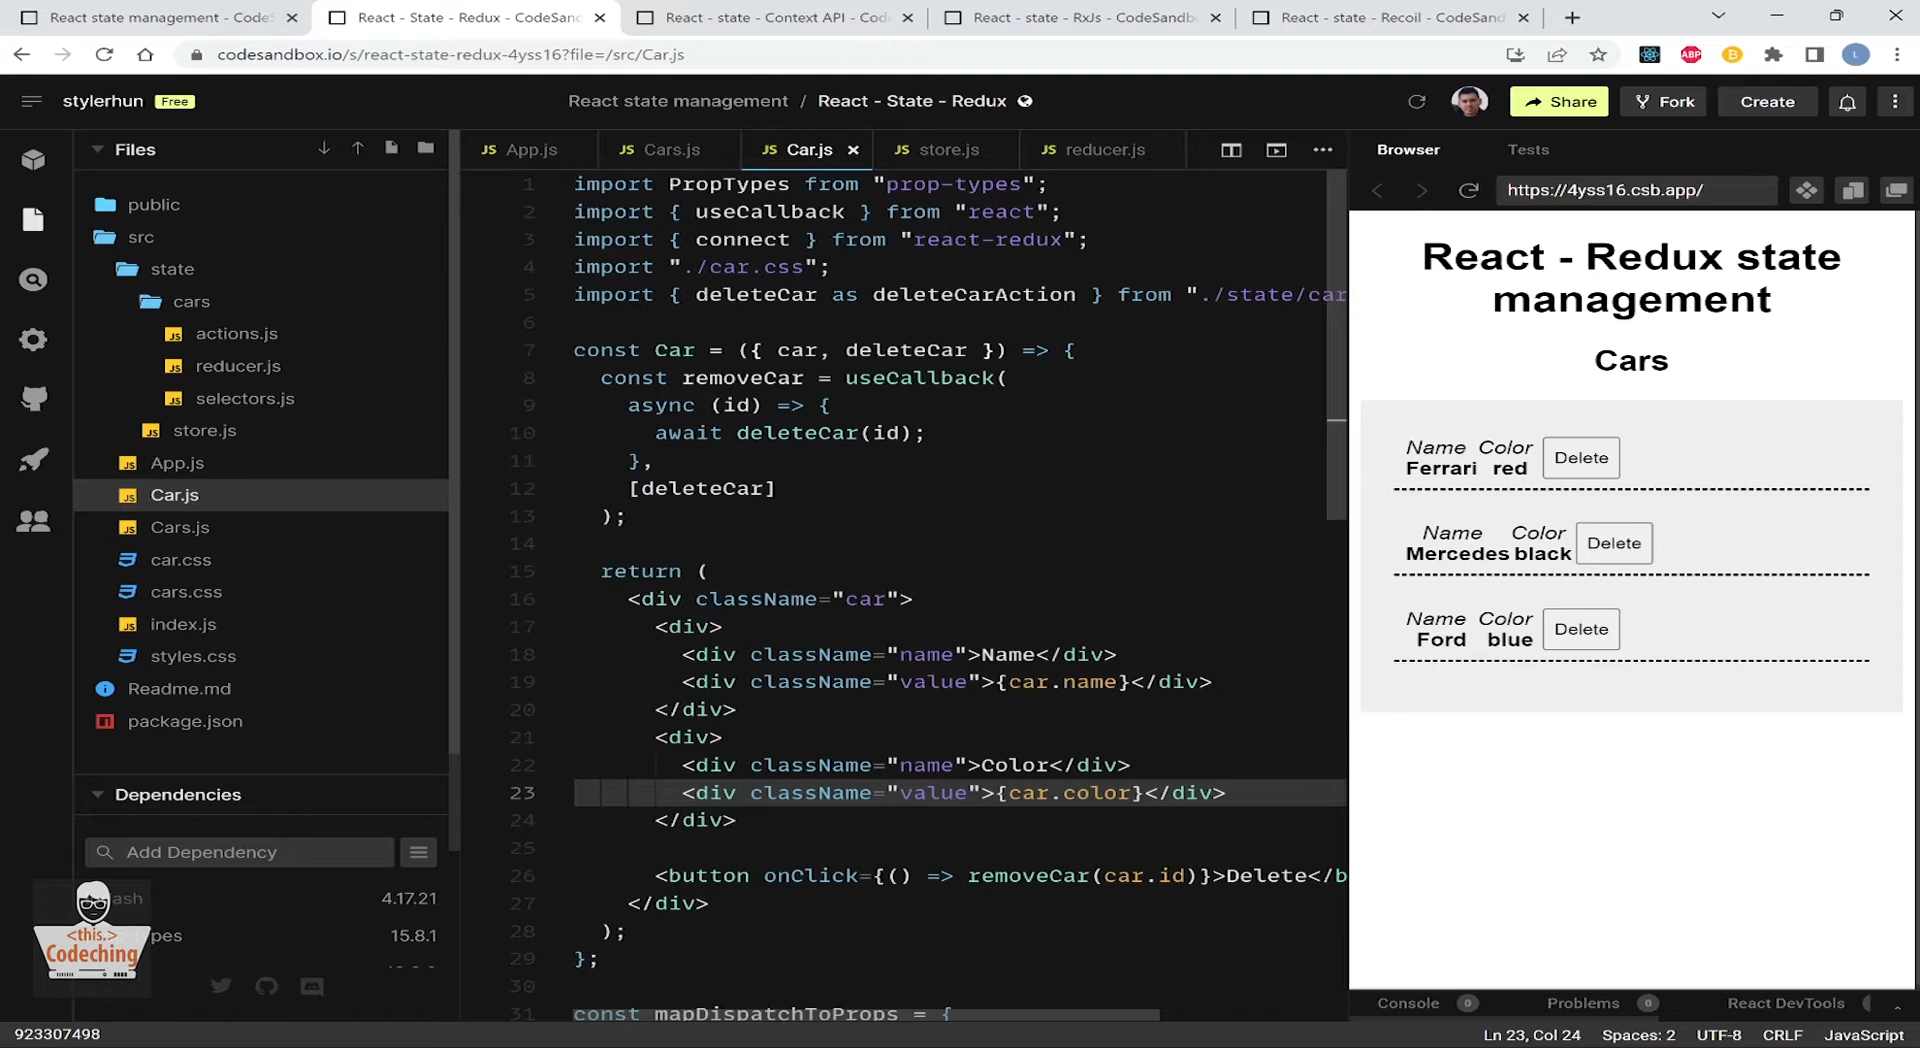 React state management - CodeS
React - State - Redux - CodeSand
React - state - Context API - Cod
React - state - RxJs - CodeSandb
React - state - Recoil - CodeSand
codesandbox.io/s/react-state-redux-4yss16?file=/src/Car.js
ABP
L
stylerhun Free
React state management / React - State - Redux
Share
Fork
Create
Files
public
src
state
cars
JS actions.js
JS reducer.js
JS selectors.js
JS store.js
JS App.js
JS Car.js
JS Cars.js
car.css
cars.css
JS index.js
styles.css
Readme.md
package.json
Dependencies
Add Dependency
ash 4.17.21
types 15.8.1
<this.>
Codeching
923307498
JS App.js
JS Cars.js
JS Car.js
JS store.js
JS reducer.js
1 import PropTypes from "prop-types";
2 import { useCallback } from "react";
3 import { connect } from "react-redux";
4 import "./car.css";
5 import { deleteCar as deleteCarAction } from "./state/car
6
7 const Car = ({ car, deleteCar }) => {
8 const removeCar = useCallback(
9 async (id) => {
10 await deleteCar(id);
11 },
12 [deleteCar]
13 );
14
15 return (
16 <div className="car">
17 <div>
18 <div className="name">Name</div>
19 <div className="value">{car.name}</div>
20 </div>
21 <div>
22 <div className="name">Color</div>
23 <div className="value">{car.color}</div>
24 </div>
25
26 <button onClick={() => removeCar(car.id)}>Delete</b
27 </div>
28 );
29 };
30
31 const mapDispatchToProps = {
Browser
Tests
https://4yss16.csb.app/
React - Redux state
management
Cars
Name Color Delete
Ferrari red
Name Color Delete
Mercedes black
Name Color Delete
Ford blue
Console 0
Problems 0
React DevTools
Ln 23, Col 24
Spaces: 2
UTF-8
CRLF
JavaScript